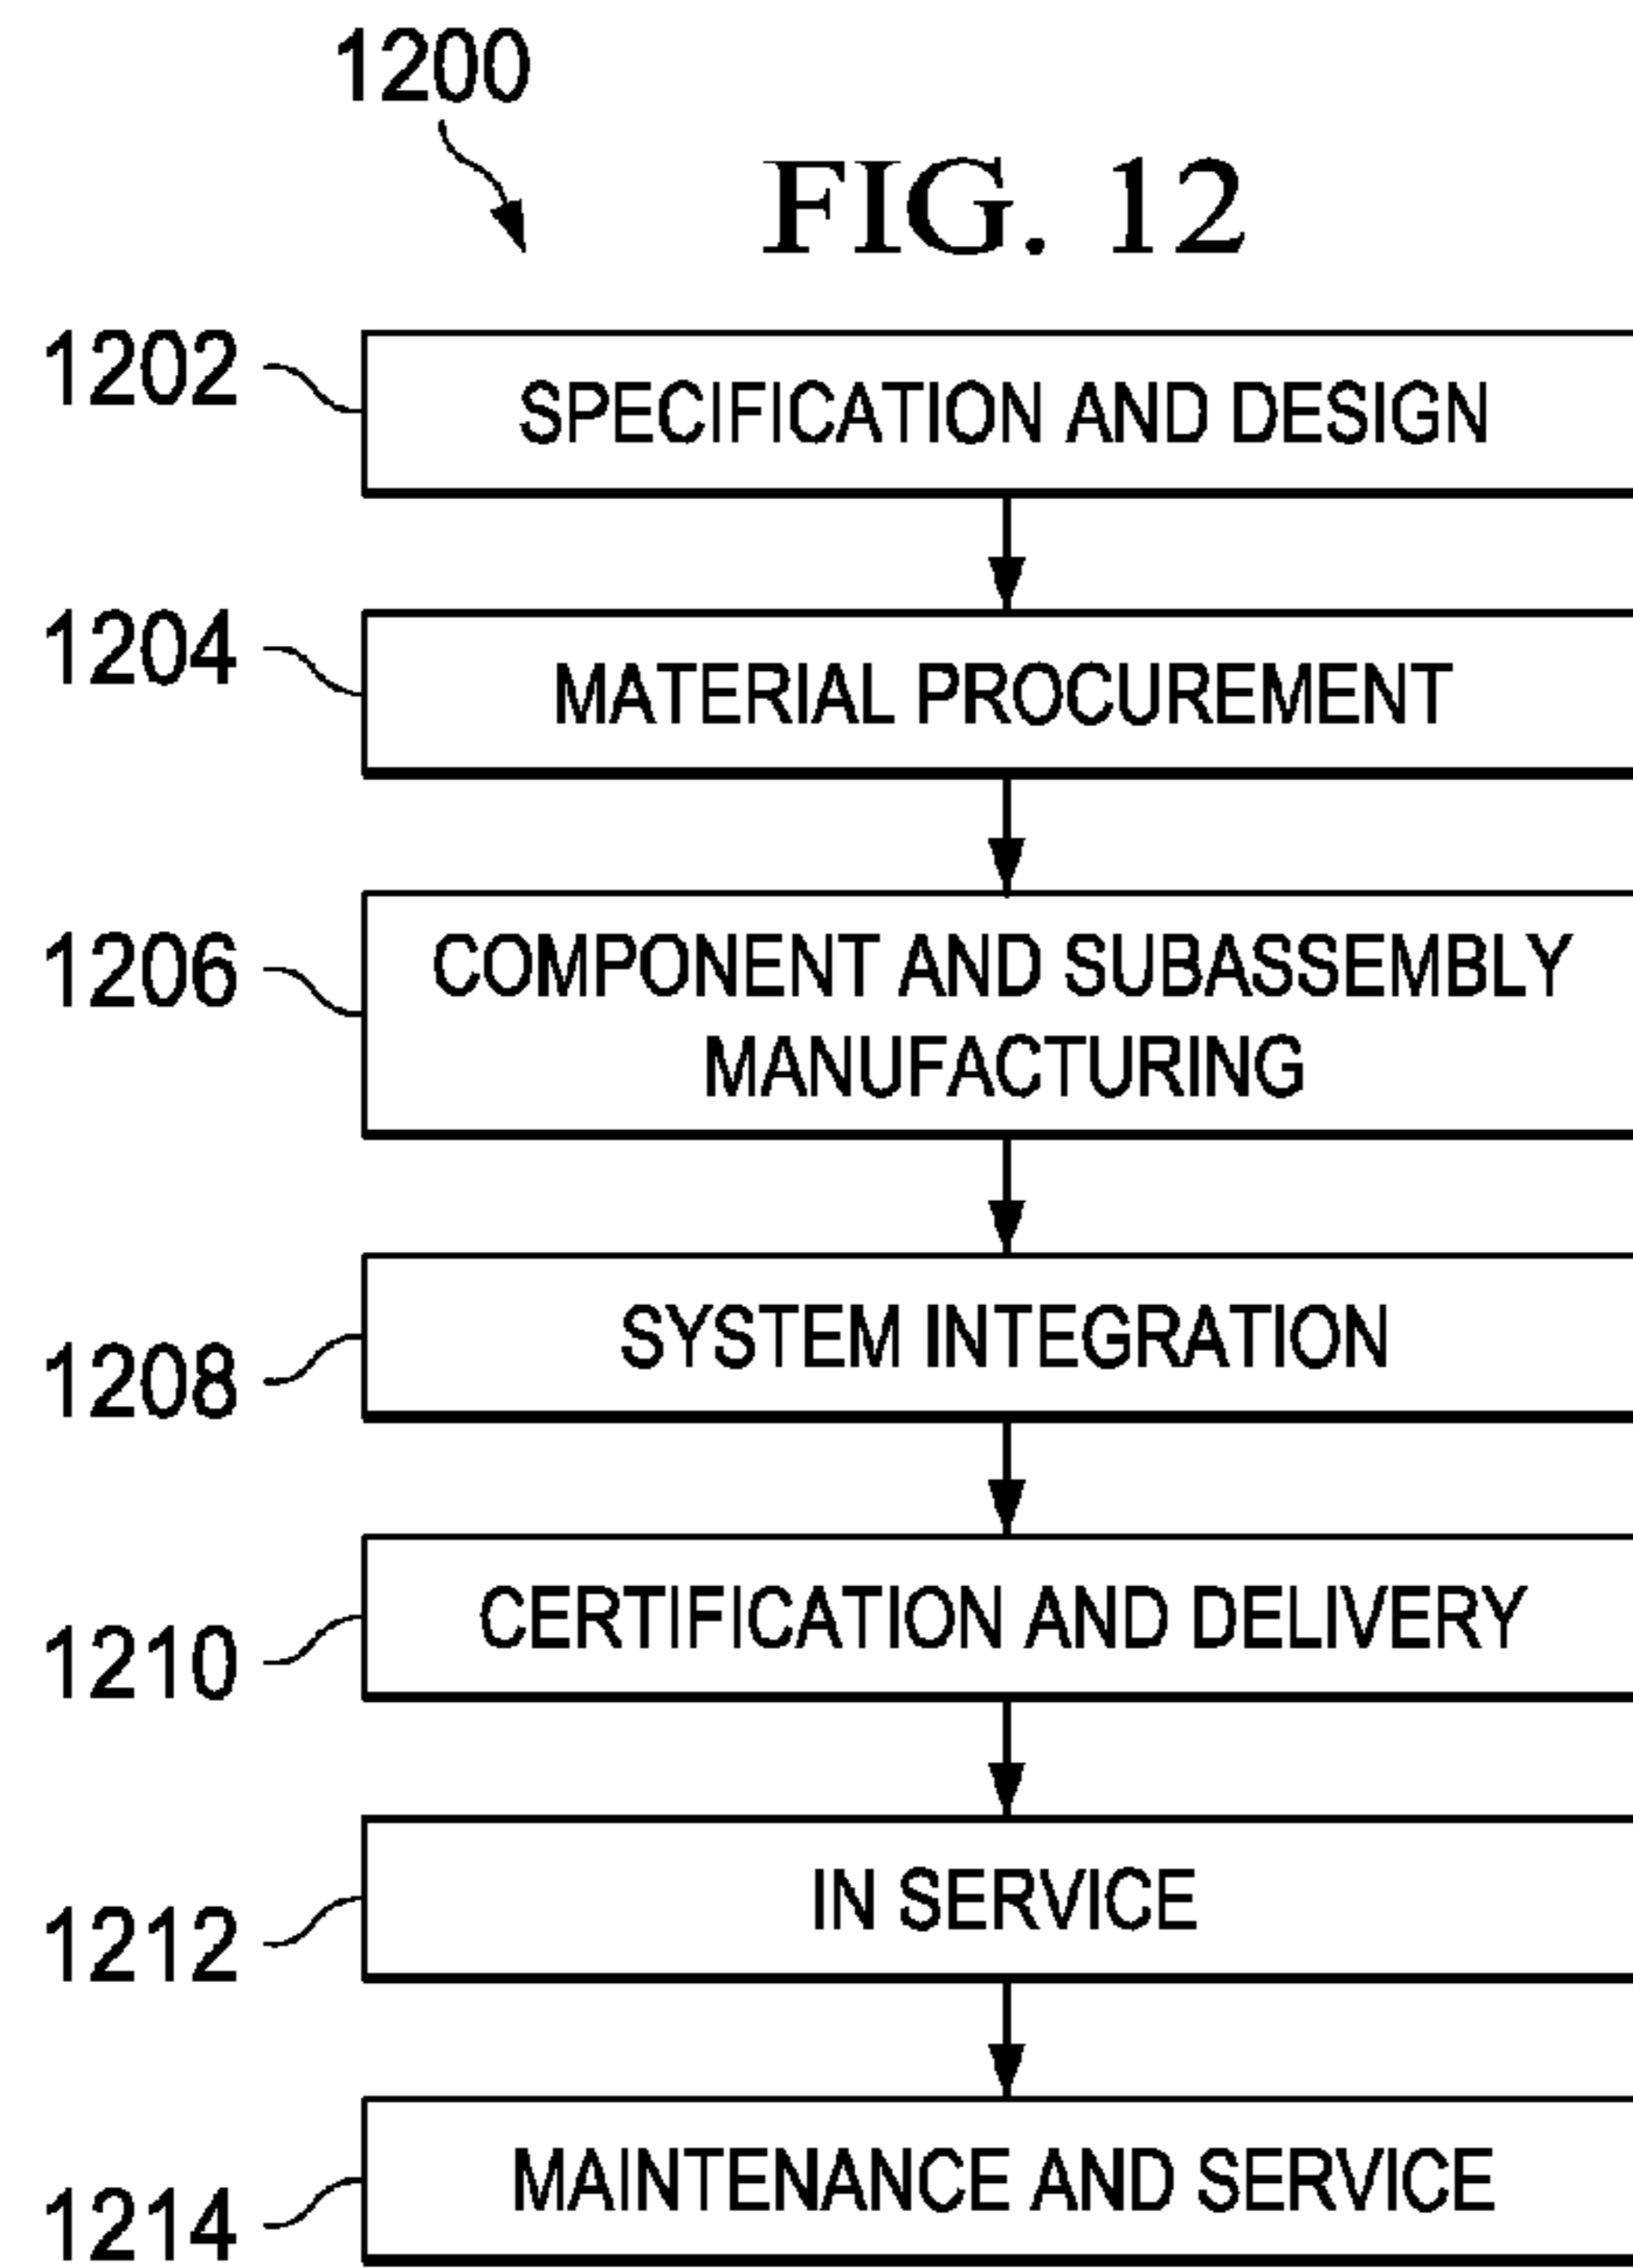 1200
FIG. 12
1202
SPECIFICATION AND DESIGN
1204
MATERIAL PROCUREMENT
1206
COMPONENT AND SUBASSEMBLY
MANUFACTURING
1208
SYSTEM INTEGRATION
1210
CERTIFICATION AND DELIVERY
1212
IN SERVICE
1214
MAINTENANCE AND SERVICE